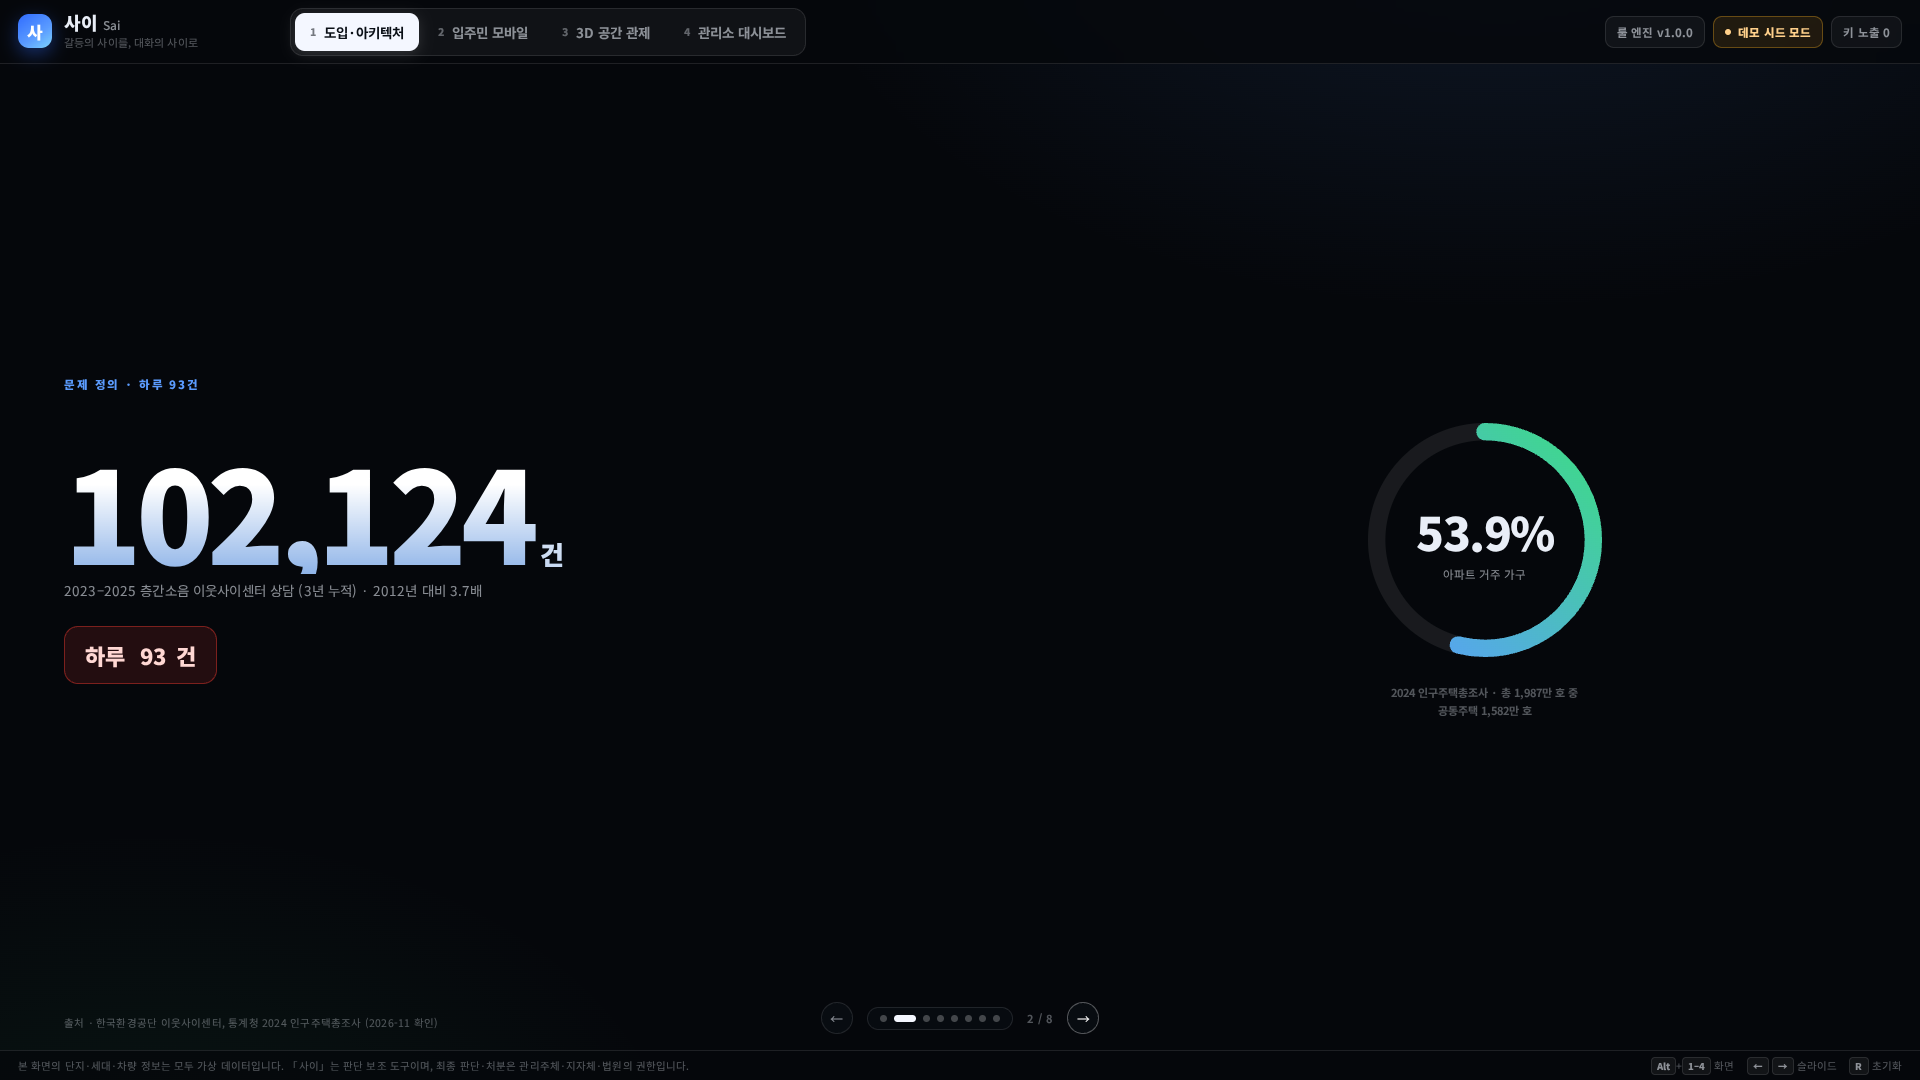 사
사이 Sai
갈등의 사이를, 대화의 사이로
1 도입·아키텍처
2 입주민 모바일
3 3D 공간 관제
4 관리소 대시보드
룰 엔진 v1.0.0
데모 시드 모드
키 노출 0
문제 정의 · 하루 93건
102,124건
2023–2025 층간소음 이웃사이센터 상담 (3년 누적) · 2012년 대비 3.7배
하루 93 건
53.9%
아파트 거주 가구
2024 인구주택총조사 · 총 1,987만 호 중
공동주택 1,582만 호
출처 · 한국환경공단 이웃사이센터, 통계청 2024 인구주택총조사 (2026-11 확인)
← 2 / 8 →
본 화면의 단지·세대·차량 정보는 모두 가상 데이터입니다. 「사이」는 판단 보조 도구이며, 최종 판단·처분은 관리주체·지자체·법원의 권한입니다.
Alt+1–4 화면 ← → 슬라이드 R 초기화